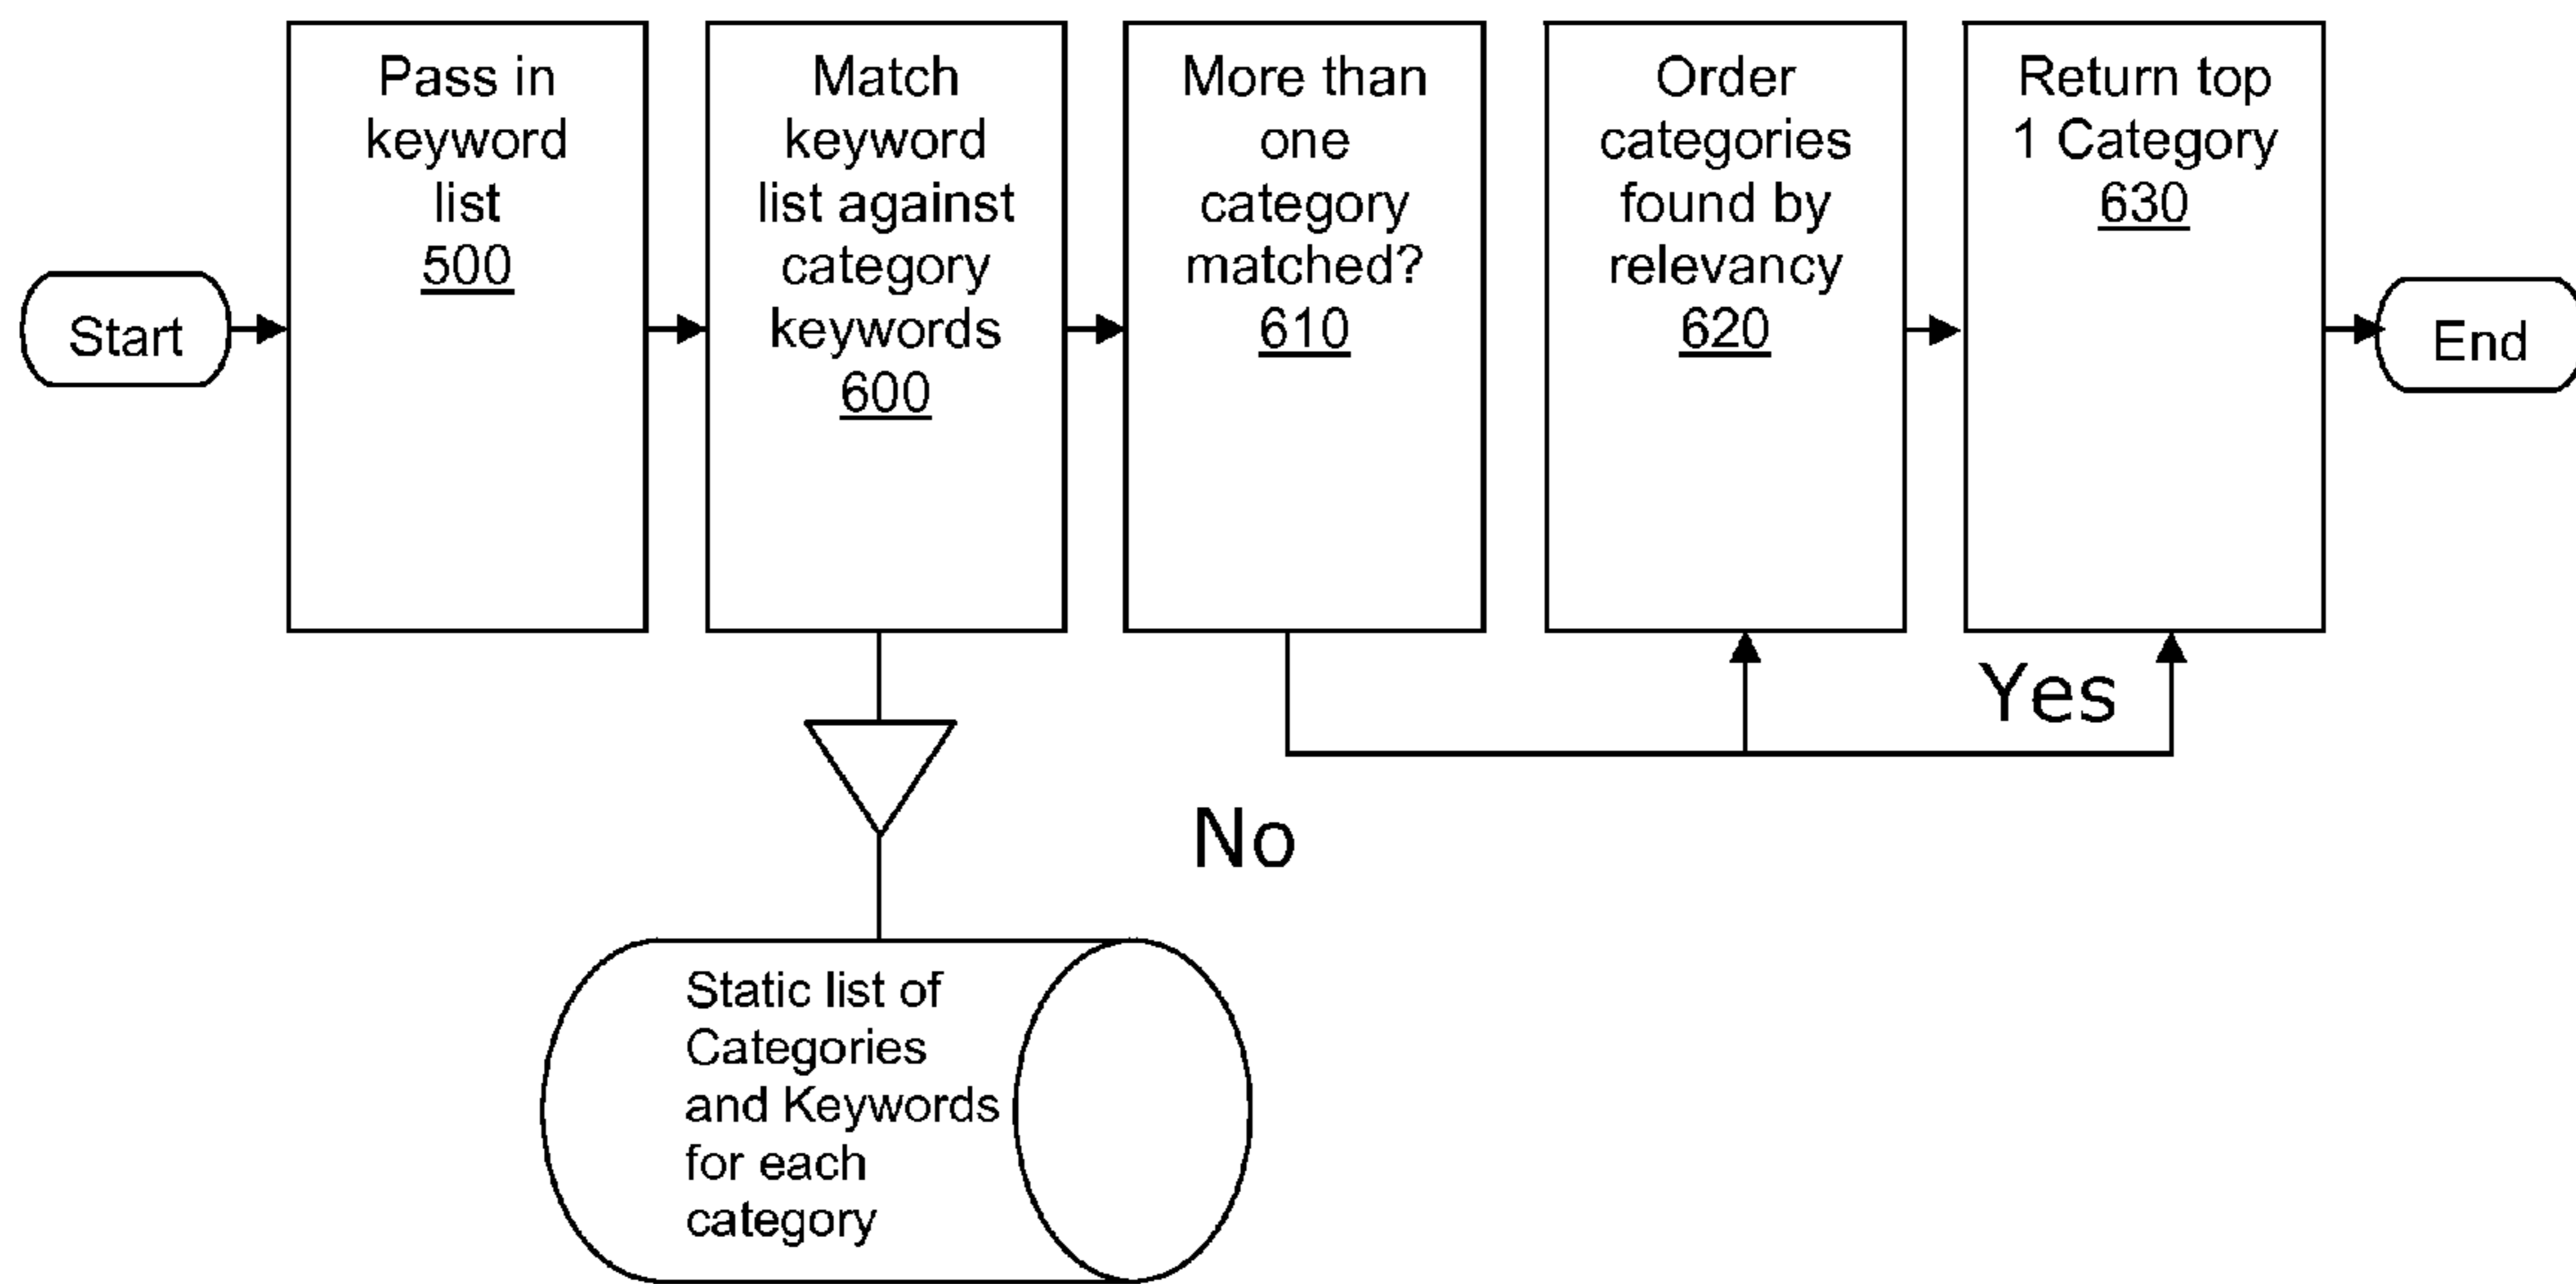 Start
Pass in
keyword
list
500
Match
keyword
list against
category
keywords
600
More than
one
category
matched?
610
Order
categories
found by
relevancy
620
Return top
1 Category
630
End
Yes
No
Static list of
Categories
and Keywords
for each
category